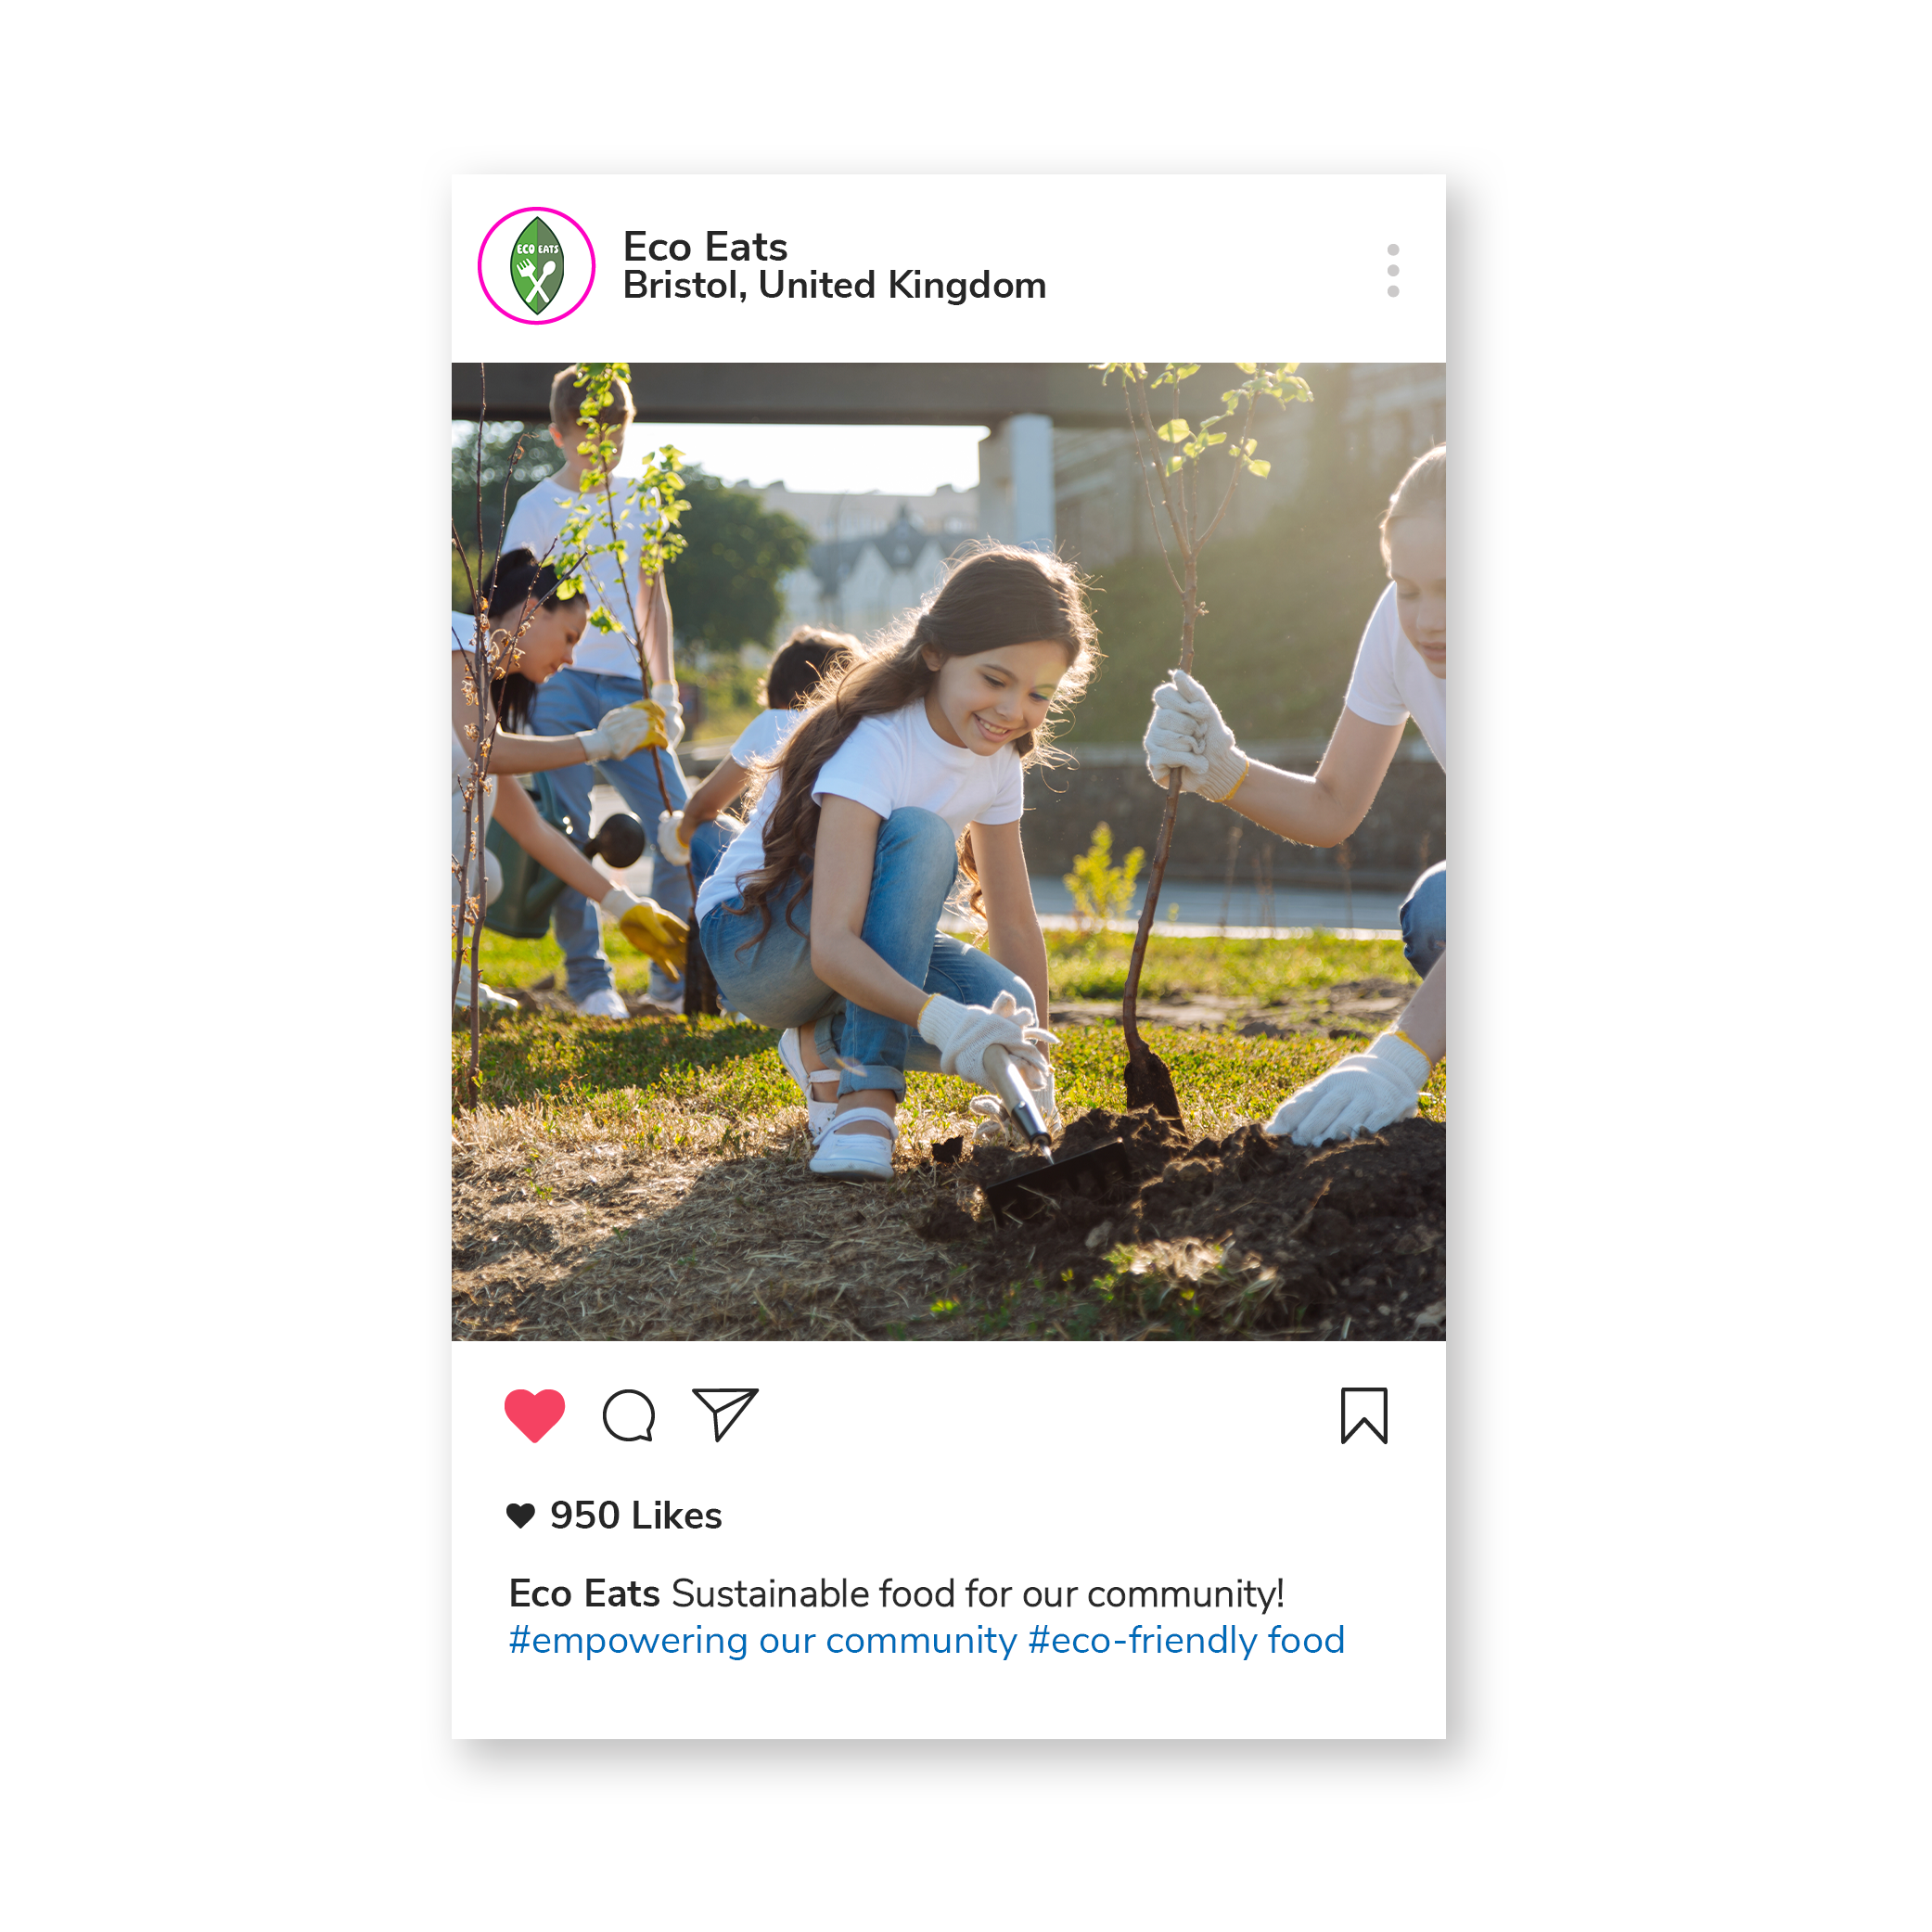 ECO EATS
Eco Eats
Bristol, United Kingdom
950 Likes
Eco Eats Sustainable food for our community!
#empowering our community #eco-friendly food